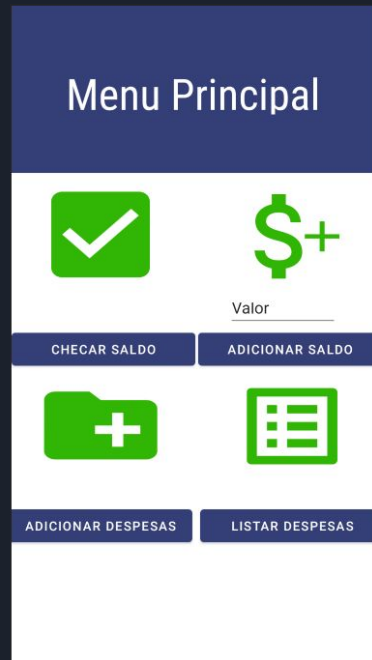 Menu Principal
$+
Valor
CHECAR SALDO
ADICIONAR SALDO
ADICIONAR DESPESAS
LISTAR DESPESAS